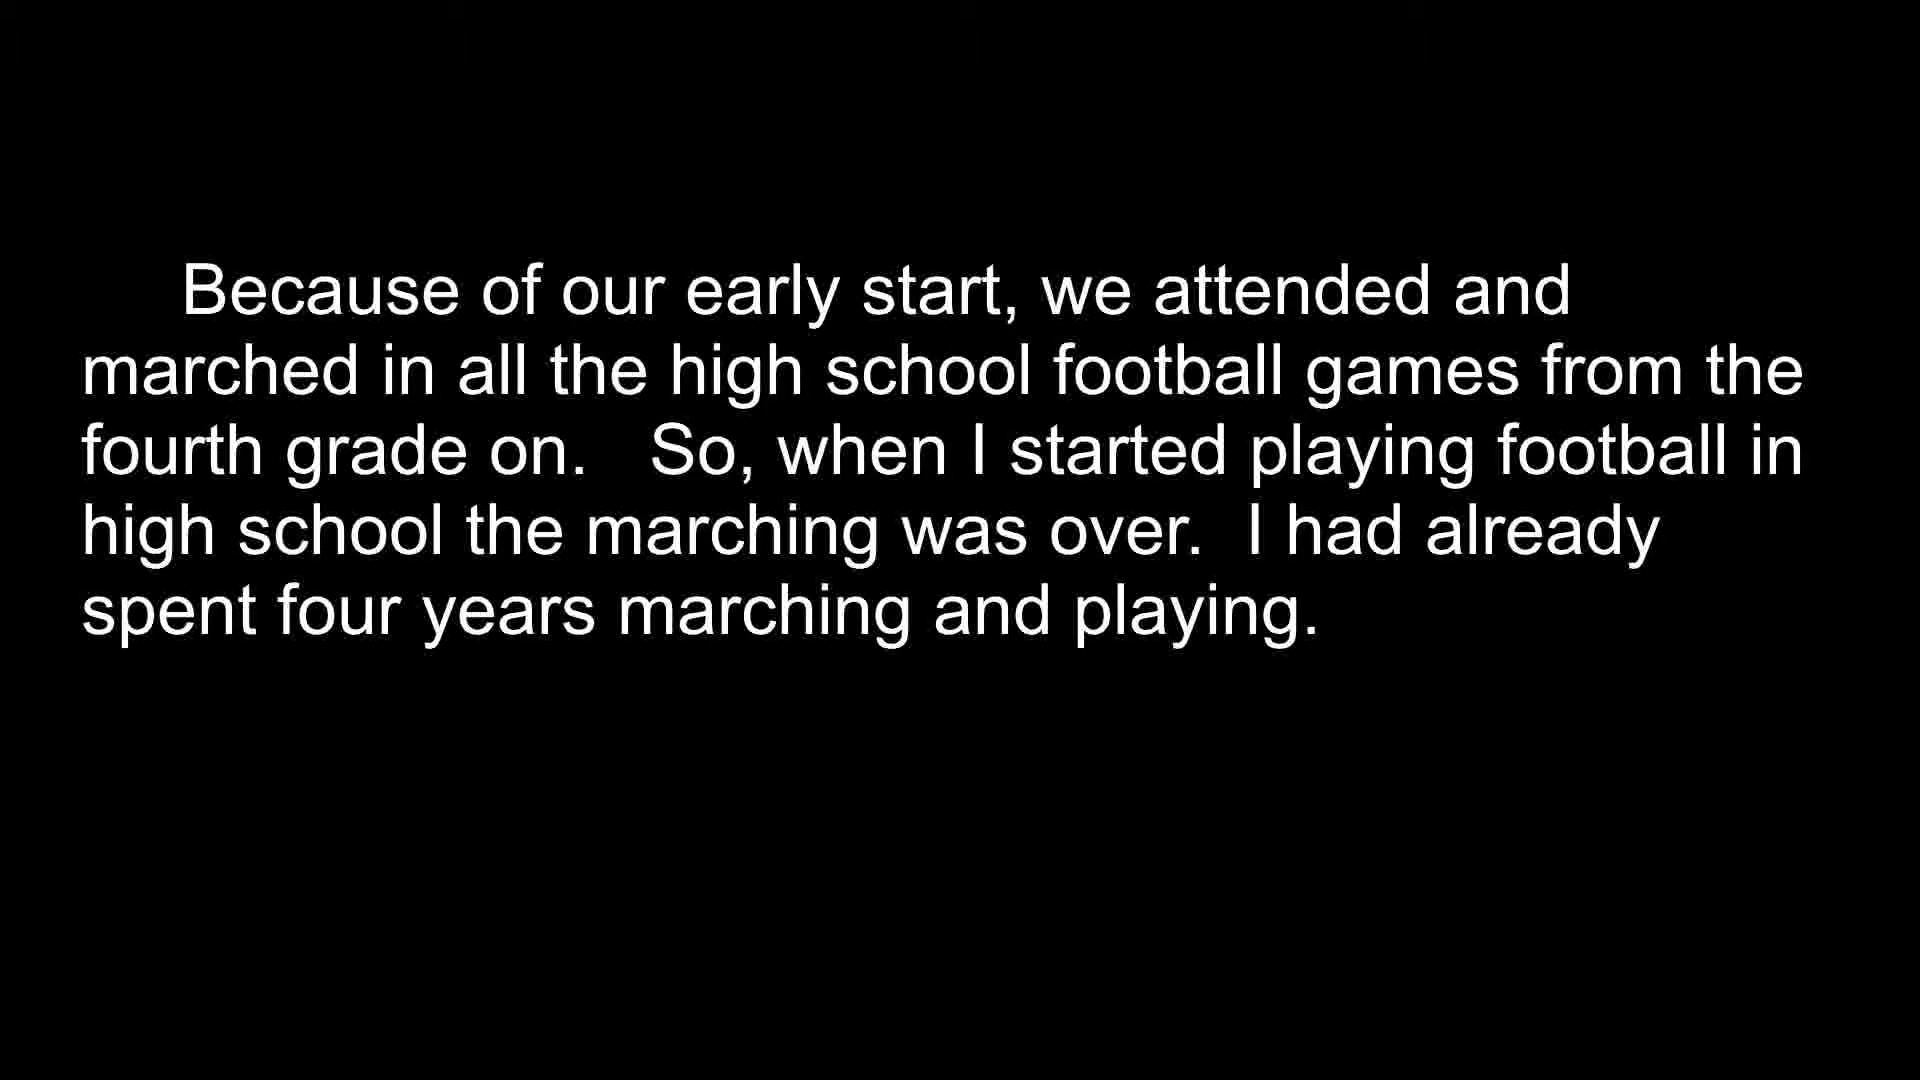 Because of our early start, we attended and
marched in all the high school football games from the
fourth grade on.   So, when I started playing football in
high school the marching was over.  I had already
spent four years marching and playing.